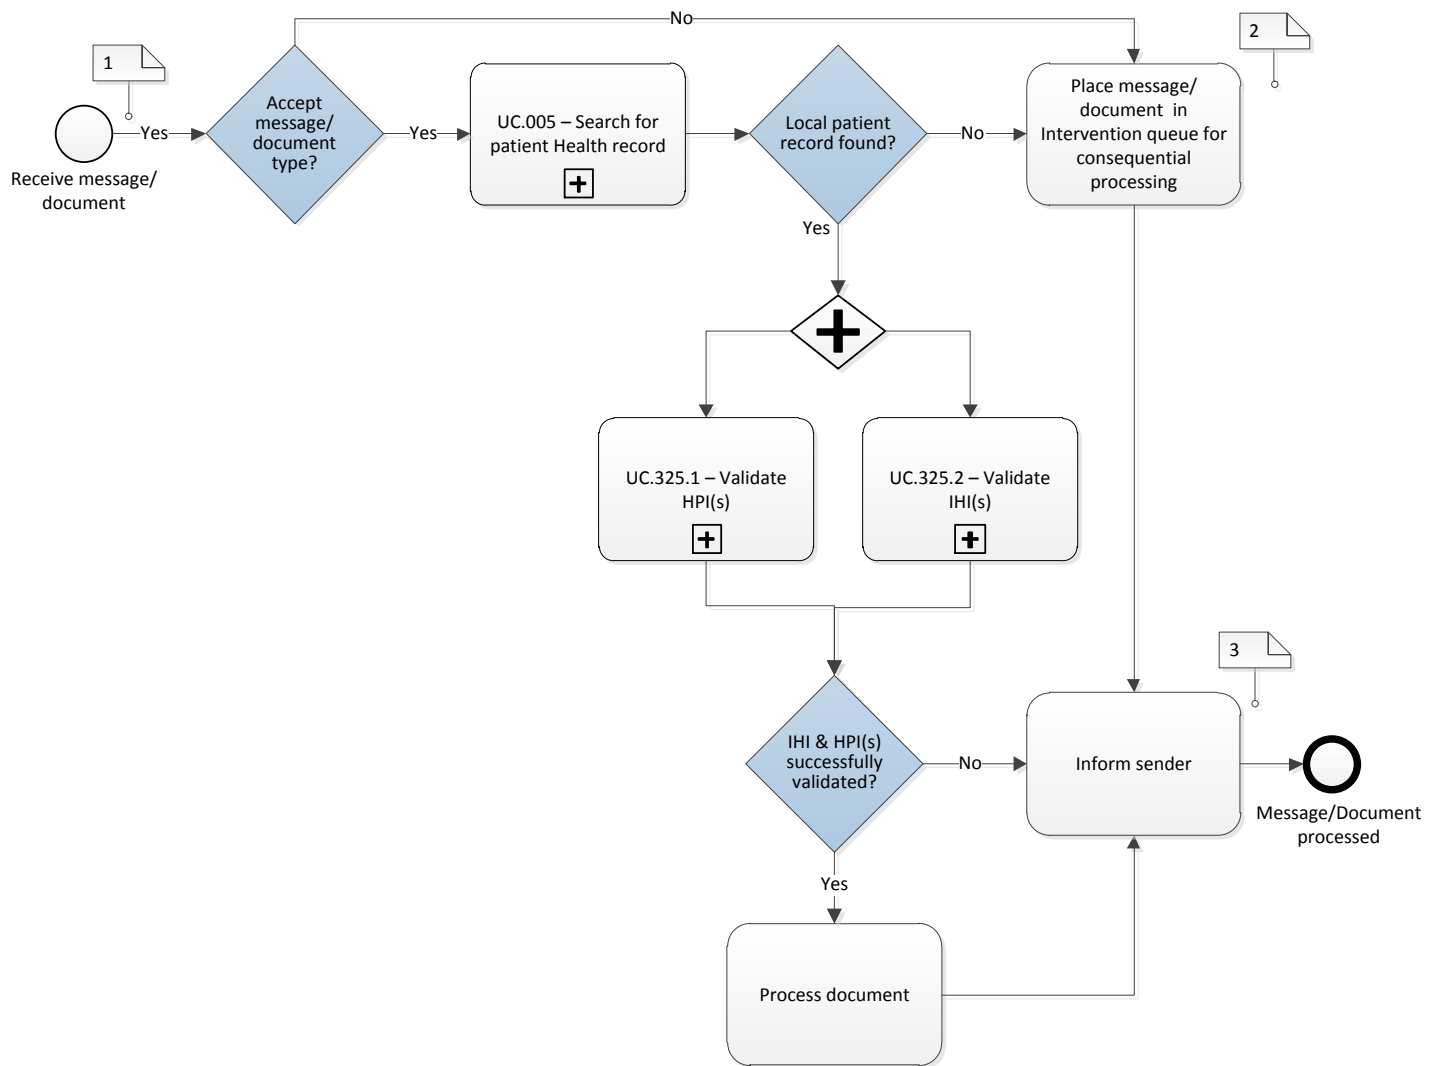 No
1
2
Accept
message/
document
type?
Yes
Yes
UC.005 – Search for
patient Health record
Local patient
record found?
No
Place message/
document in
Intervention queue for
consequential
processing
Receive message/
document
Yes
UC.325.1 – Validate
HPI(s)
UC.325.2 – Validate
IHI(s)
3
IHI & HPI(s)
successfully
validated?
No
Inform sender
Message/Document
processed
Yes
Process document